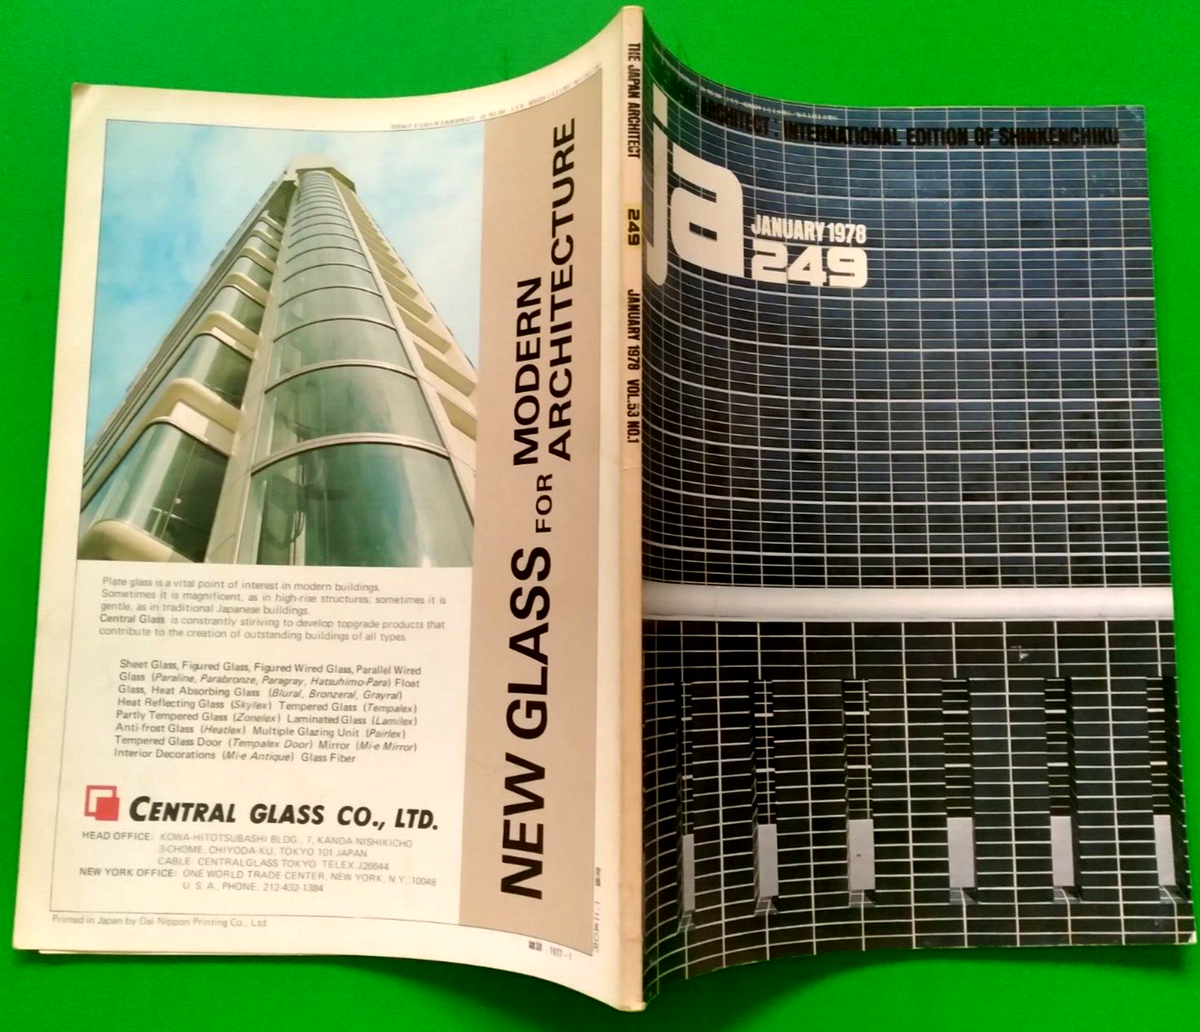 THE JAPAN ARCHITECT
249
JANUARY 1978 VOL.53 NO.1
ARCHITECT : INTERNATIONAL EDITION OF SHINKENCHIKU
ja
JANUARY 1978
249
NEW GLASS FOR MODERN
ARCHITECTURE
Plate glass is a vital point of interest in modern buildings.
Sometimes it is magnificent, as in high-rise structures; sometimes it is
gentle, as in traditional Japanese buildings.
Central Glass is constrantly stiriving to develop topgrade products that
contribute to the creation of outstanding buildings of all types.
Sheet Glass, Figured Glass, Figured Wired Glass, Parallel Wired
Glass (Paraline, Parabronze, Paragray, Hatsuhimo-Para) Float
Glass, Heat Absorbing Glass (Blural, Bronzeral, Grayral)
Heat Reflecting Glass (Skylex) Tempered Glass (Tempalex)
Partly Tempered Glass (Zonelex) Laminated Glass (Lamilex)
Anti-frost Glass (Heatlex) Multiple Glazing Unit (Pairlex)
Tempered Glass Door (Tempalex Door) Mirror (Mi-e Mirror)
Interior Decorations (Mi-e Antique) Glass Fiber
CENTRAL GLASS CO., LTD.
HEAD OFFICE: KOWA-HITOTSUBASHI BLDG., 7, KANDA-NISHIKICHO
3-CHOME, CHIYODA-KU, TOKYO 101 JAPAN
CABLE: CENTRALGLASS TOKYO TELEX J26644
NEW YORK OFFICE: ONE WORLD TRADE CENTER, NEW YORK, N.Y. 10048
U. S. A., PHONE: 212-432-1384
Printed in Japan by Dai Nippon Printing Co., Ltd.
雑誌 1977-1